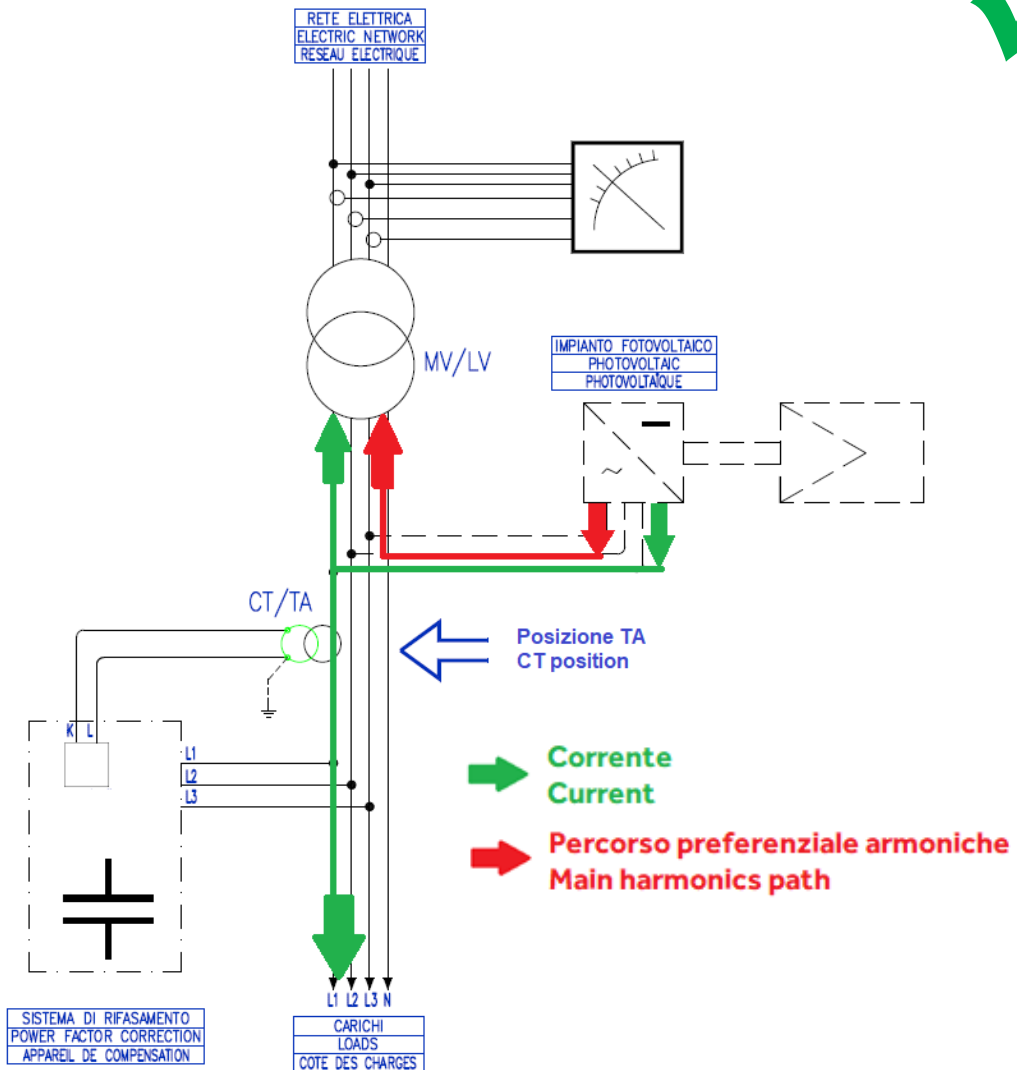 RETE ELETTRICA
ELECTRIC NETWORK
RESEAU ELECTRIQUE
MV/LV
IMPIANTO FOTOVOLTAICO
PHOTOVOLTAIC
PHOTOVOLTAÏQUE
~
CT/TA
Posizione TA
CT position
K L
L1
L2
L3
Corrente
Current
Percorso preferenziale armoniche
Main harmonics path
L1 L2 L3 N
SISTEMA DI RIFASAMENTO
POWER FACTOR CORRECTION
APPAREIL DE COMPENSATION
CARICHI
LOADS
COTE DES CHARGES